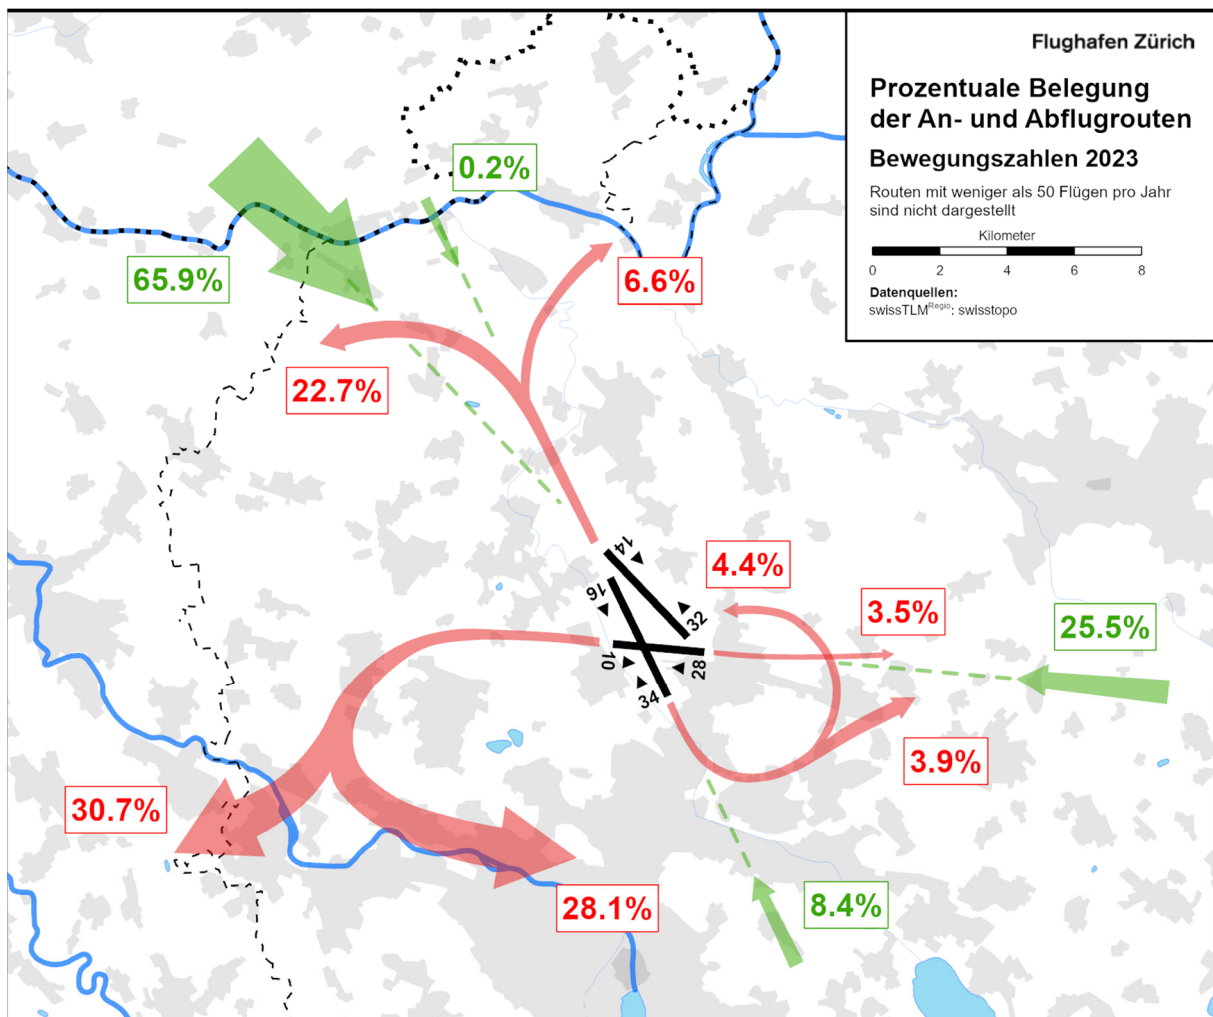 Flughafen Zürich
Prozentuale Belegung
der An- und Abflugrouten
Bewegungszahlen 2023
Routen mit weniger als 50 Flügen pro Jahr
sind nicht dargestellt
Kilometer
0 2 4 6 8
Datenquellen:
swissTLMRegio: swisstopo
0.2%
65.9%
6.6%
22.7%
14
16
4.4%
32
3.5%
25.5%
10
28
34
3.9%
30.7%
28.1%
8.4%